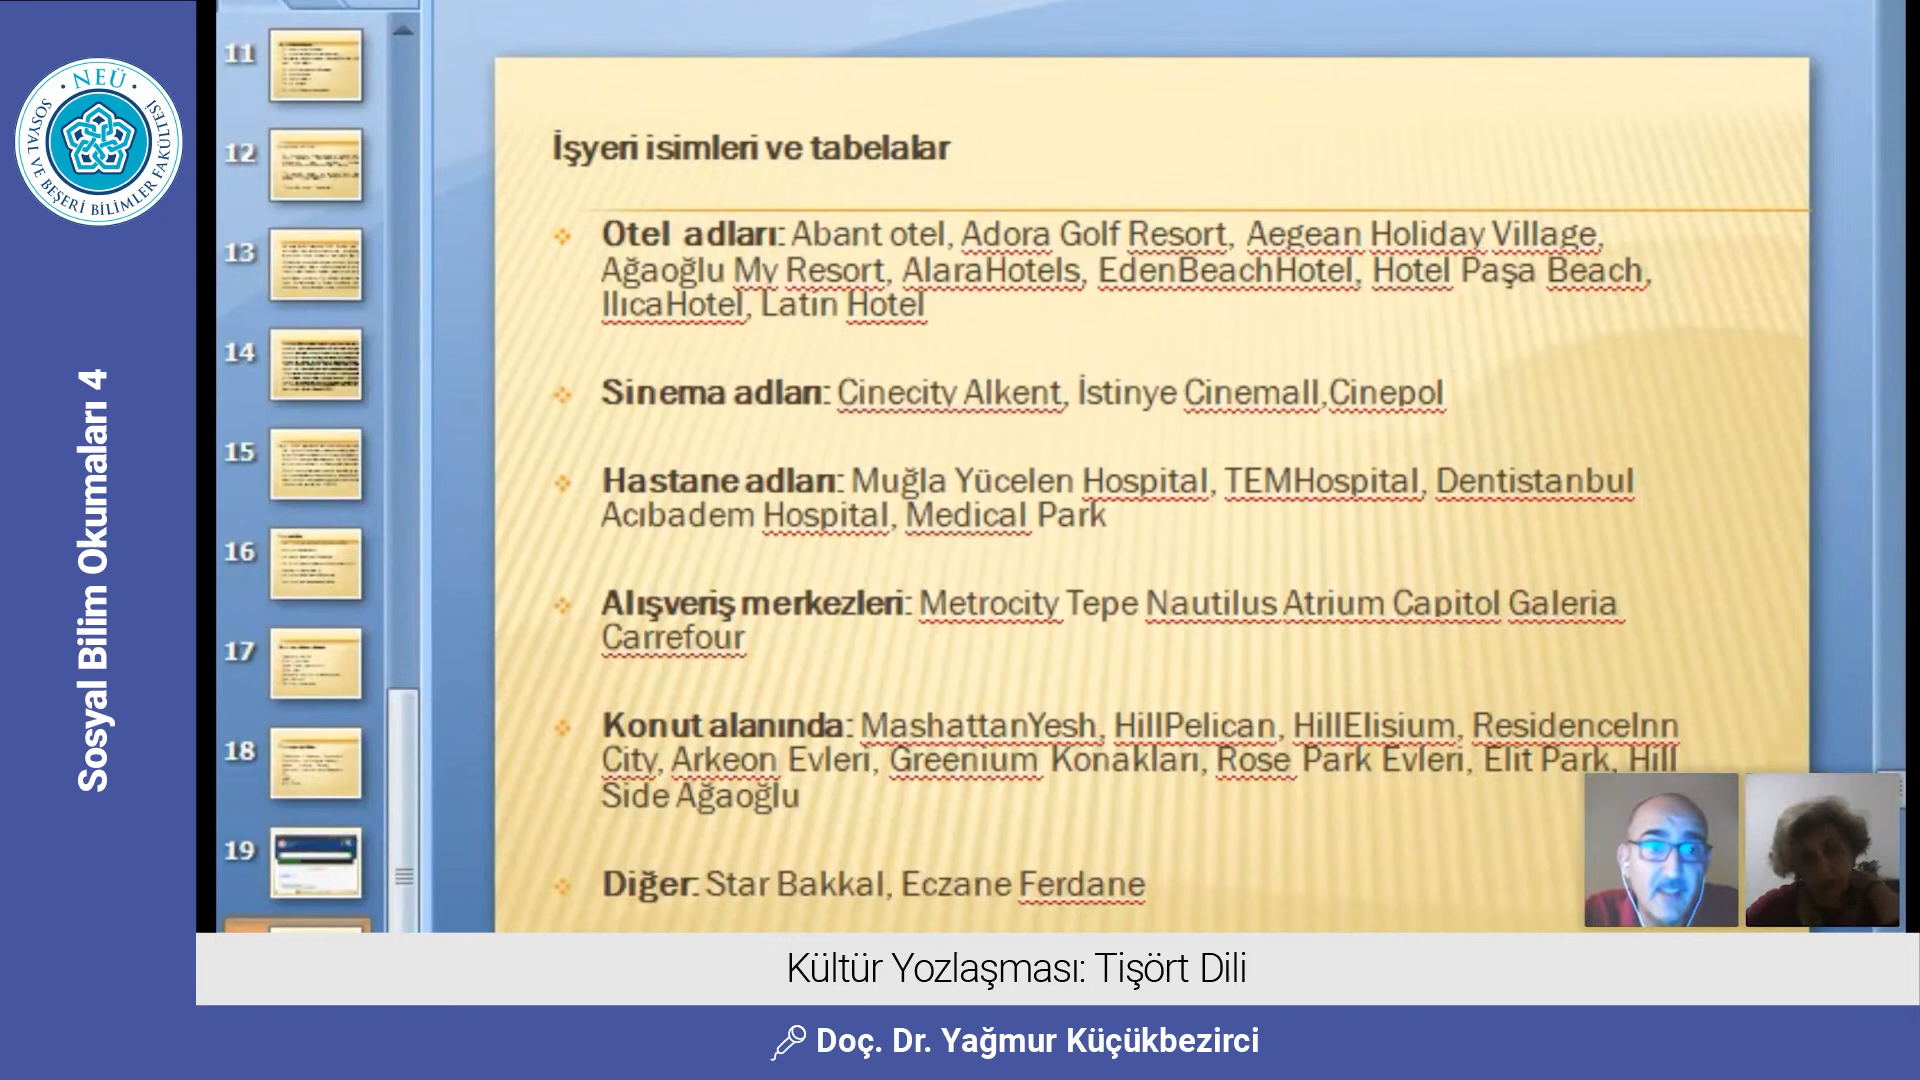 NEÜ
SOSYAL VE BEŞERİ BİLİMLER FAKÜLTESİ
Sosyal Bilim Okumaları 4
11
12
13
14
15
16
17
18
19
İşyeri isimleri ve tabelalar
Otel adları: Abant otel, Adora Golf Resort, Aegean Holiday Village,
Ağaoğlu My Resort, AlaraHotels, EdenBeachHotel, Hotel Paşa Beach,
IlıcaHotel, Latin Hotel
Sinema adları: Cinecity Alkent, İstinye Cinemall,Cinepol
Hastane adları: Muğla Yücelen Hospital, TEMHospital, Dentistanbul
Acıbadem Hospital, Medical Park
Alışveriş merkezleri: Metrocity Tepe Nautilus Atrium Capitol Galeria
Carrefour
Konut alanında: MashattanYesh, HillPelican, HillElisium, ResidenceInn
City, Arkeon Evleri, Greenium Konakları, Rose Park Evleri, Elit Park, Hill
Side Ağaoğlu
Diğer: Star Bakkal, Eczane Ferdane
Kültür Yozlaşması: Tişört Dili
Doç. Dr. Yağmur Küçükbezirci